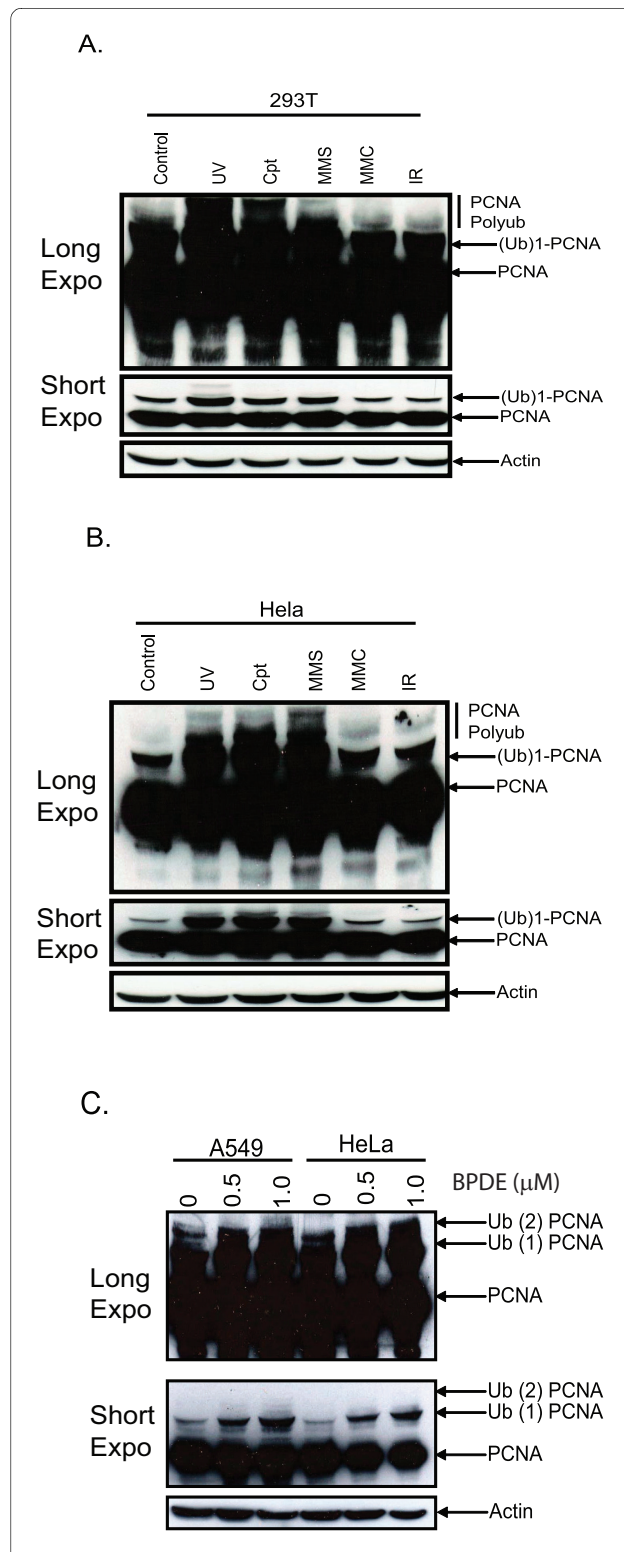 A.
293T
Control
UV
Cpt
MMS
MMC
IR
Long
Expo
PCNA
Polyub
(Ub)1-PCNA
PCNA
Short
Expo
(Ub)1-PCNA
PCNA
Actin
B.
Hela
Control
UV
Cpt
MMS
MMC
IR
Long
Expo
PCNA
Polyub
(Ub)1-PCNA
PCNA
Short
Expo
(Ub)1-PCNA
PCNA
Actin
C.
A549
HeLa
0
0.5
1.0
0
0.5
1.0
BPDE (μM)
Long
Expo
Ub (2) PCNA
Ub (1) PCNA
PCNA
Short
Expo
Ub (2) PCNA
Ub (1) PCNA
PCNA
Actin